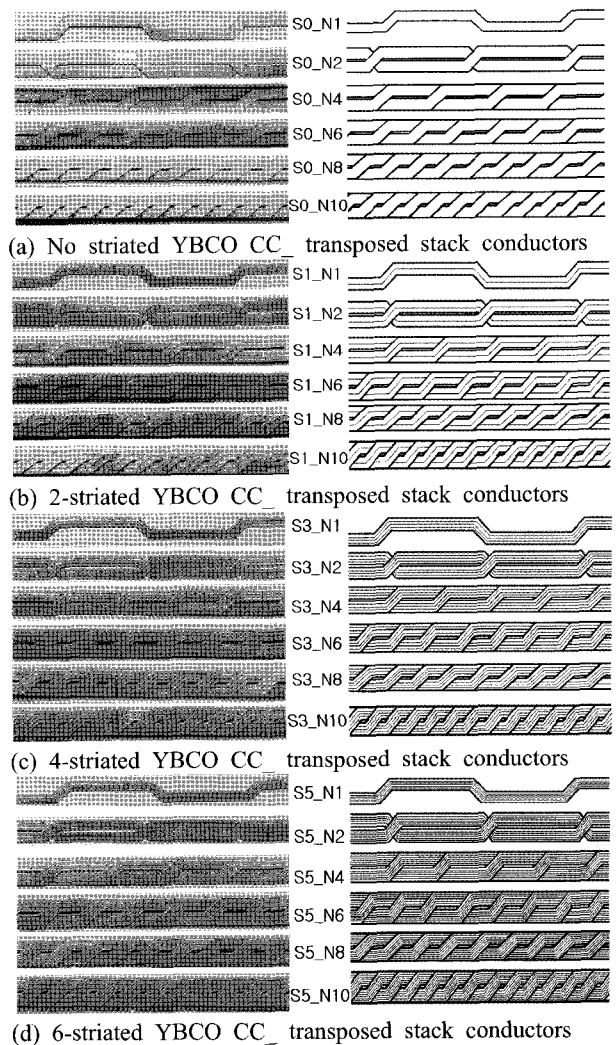 S0_N1
S0_N2
S0_N4
S0_N6
S0_N8
S0_N10
(a) No striated YBCO CC_ transposed stack conductors
S1_N1
S1_N2
S1_N4
S1_N6
S1_N8
S1_N10
(b) 2-striated YBCO CC_ transposed stack conductors
S3_N1
S3_N2
S3_N4
S3_N6
S3_N8
S3_N10
(c) 4-striated YBCO CC_ transposed stack conductors
S5_N1
S5_N2
S5_N4
S5_N6
S5_N8
S5_N10
(d) 6-striated YBCO CC_ transposed stack conductors